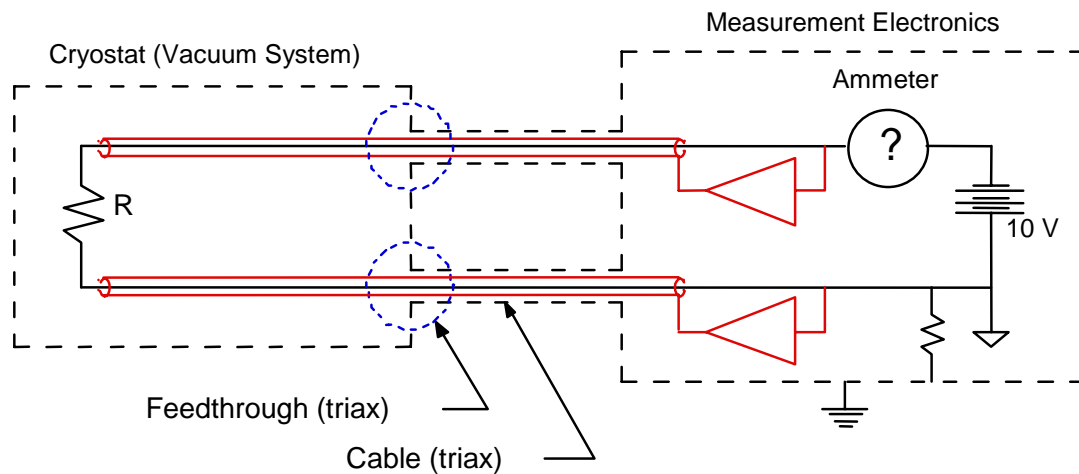 Measurement Electronics
Cryostat (Vacuum System)
Ammeter
?
R
10 V
Feedthrough (triax)
Cable (triax)